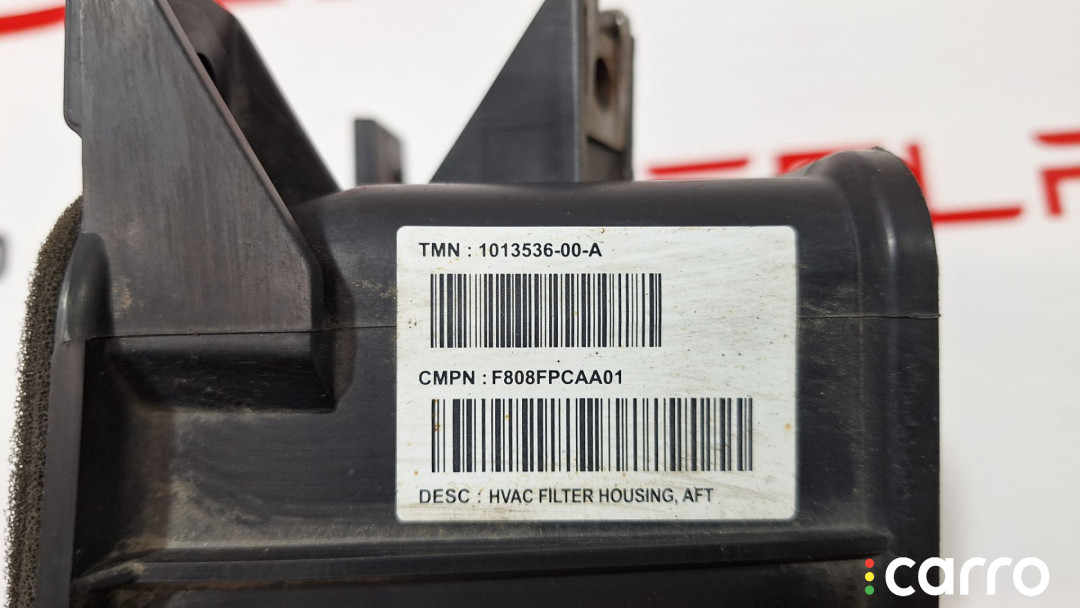 TMN : 1013536-00-A
CMPN : F808FPCAA01
DESC : HVAC FILTER HOUSING, AFT
carro